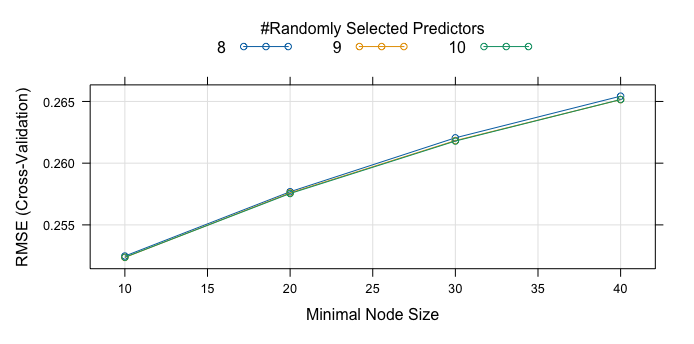 #Randomly Selected Predictors
8 9 10
RMSE (Cross-Validation)
0.265
0.260
0.255
10 15 20 25 30 35 40
Minimal Node Size